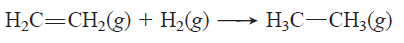 H₂C=CH₂(g) + H₂(g) ⟶ H₃C—CH₃(g)